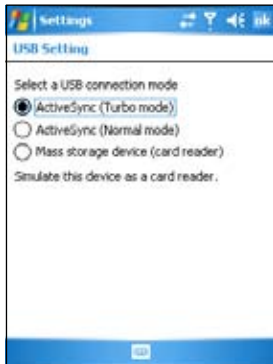 Settings
ok
USB Setting
Select a USB connection mode
ActiveSync (Turbo mode)
ActiveSync (Normal mode)
Mass storage device (card reader)
Simulate this device as a card reader.